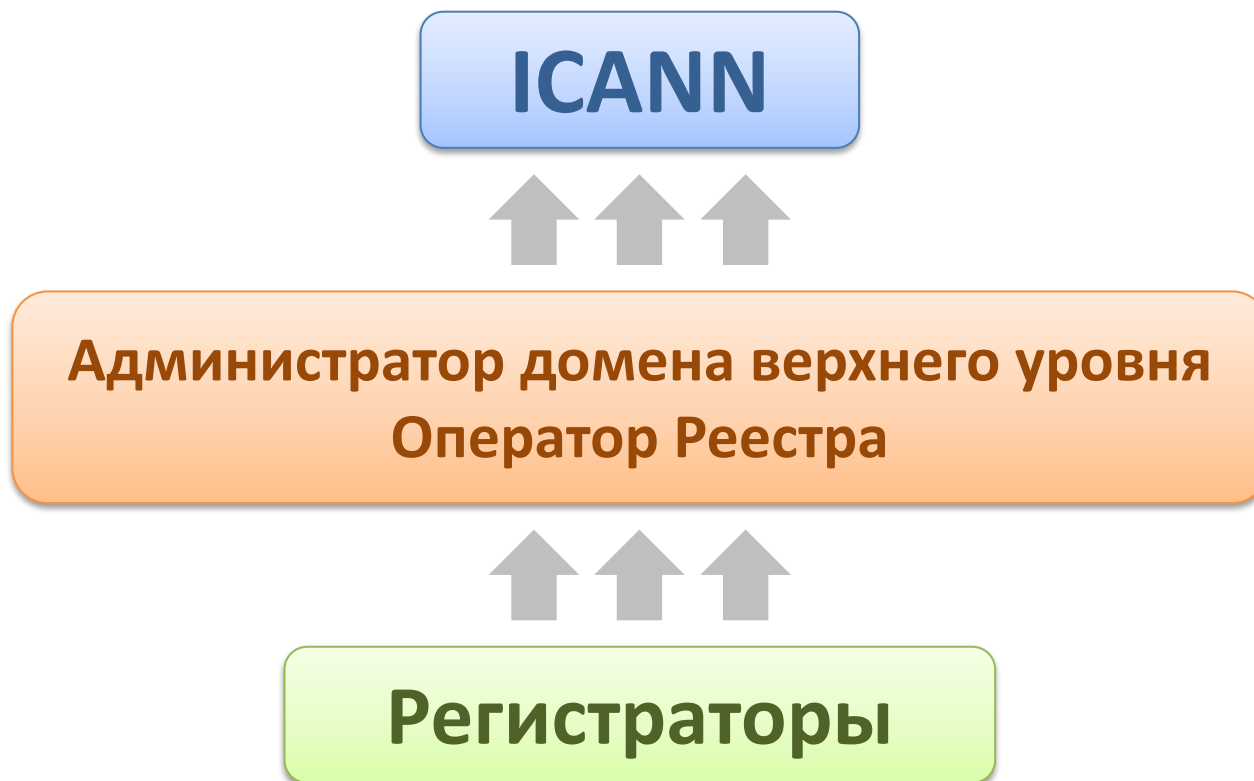 ICANN
Администратор домена верхнего уровня
Оператор Реестра
Регистраторы